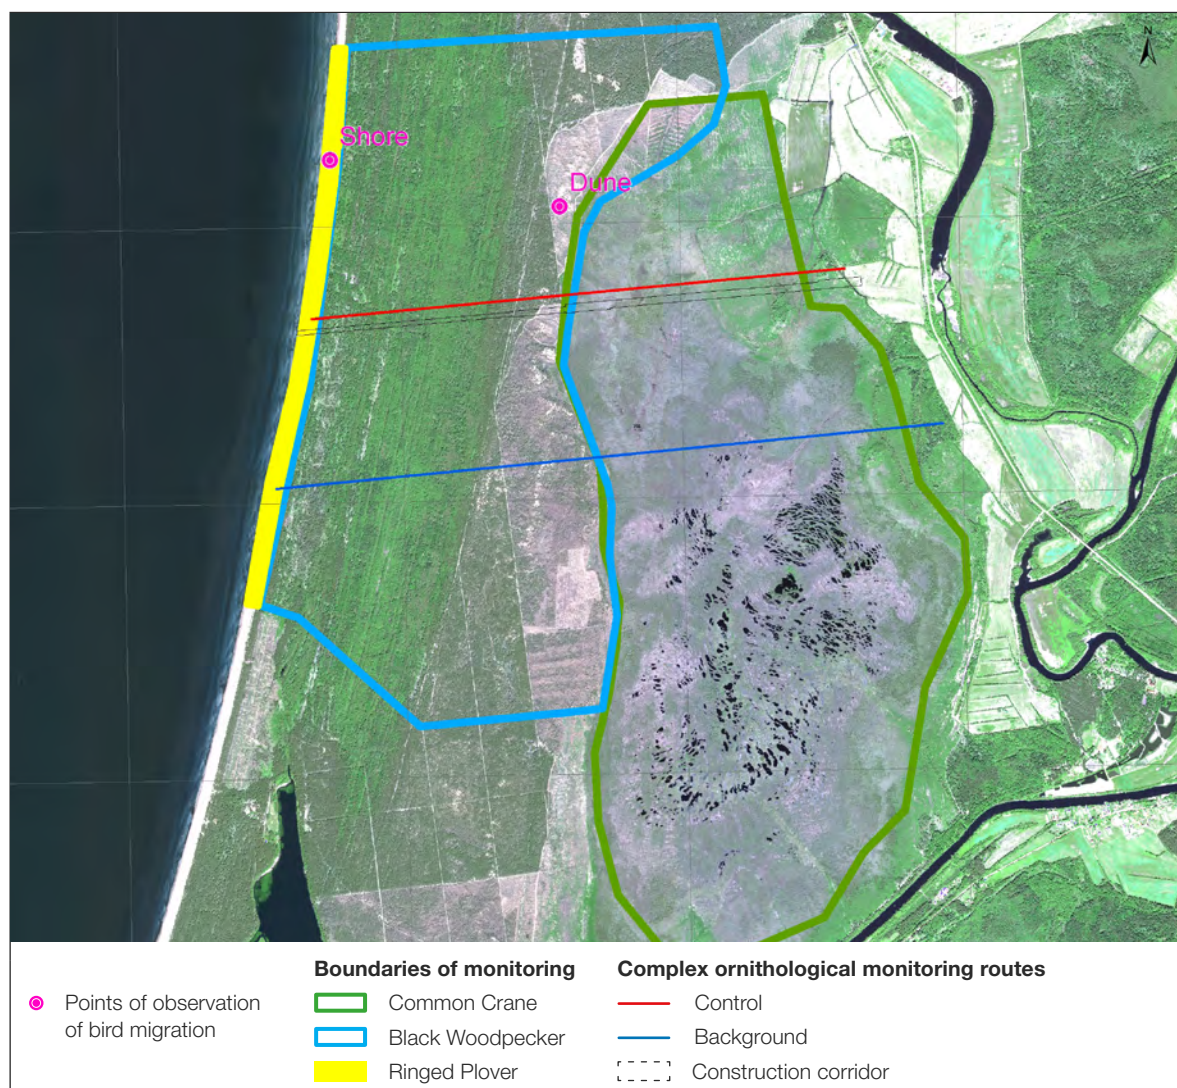 N
Shore
Dune
Points of observation
of bird migration
Boundaries of monitoring
Common Crane
Black Woodpecker
Ringed Plover
Complex ornithological monitoring routes
Control
Background
Construction corridor